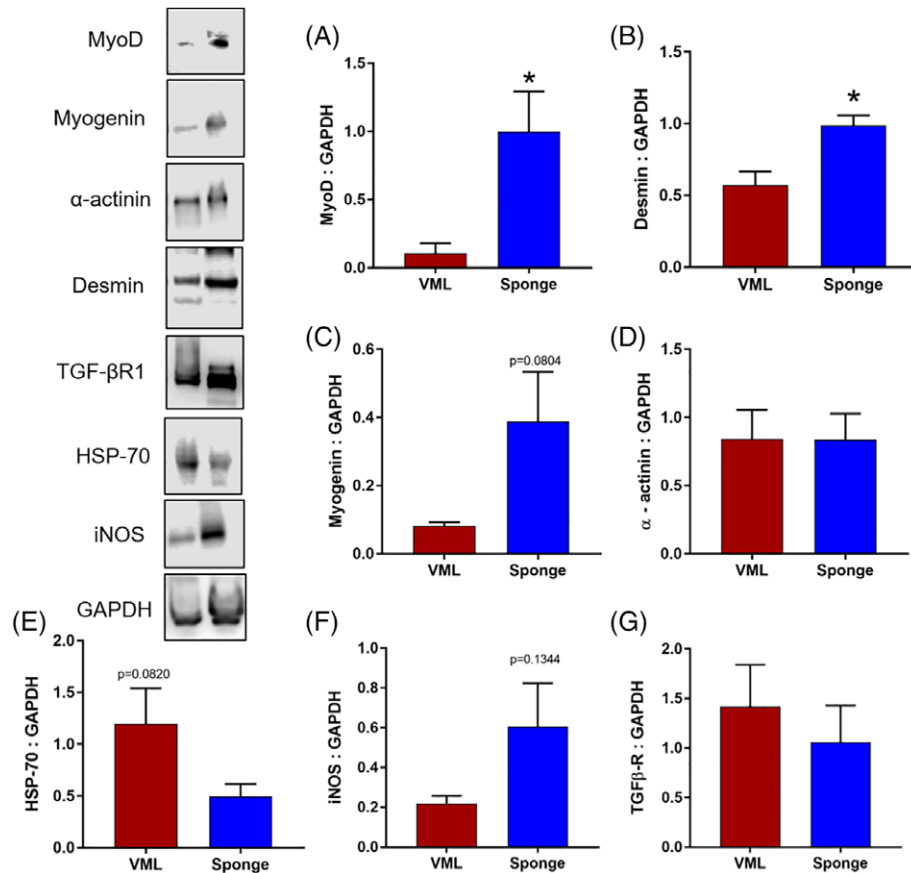 MyoD
Myogenin
α-actinin
Desmin
TGF-βR1
HSP-70
iNOS
GAPDH
(A)
MyoD : GAPDH
1.5
1.0
0.5
0.0
*
VML Sponge
(B)
Desmin : GAPDH
1.5
1.0
0.5
0.0
*
VML Sponge
(C)
Myogenin : GAPDH
0.6
0.4
0.2
0.0
p=0.0804
VML Sponge
(D)
α - actinin : GAPDH
1.5
1.0
0.5
0.0
VML Sponge
(E)
HSP-70 : GAPDH
2.0
1.5
1.0
0.5
0.0
p=0.0820
VML Sponge
(F)
iNOS : GAPDH
1.0
0.8
0.6
0.4
0.2
0.0
p=0.1344
VML Sponge
(G)
TGFβ-R : GAPDH
2.0
1.5
1.0
0.5
0.0
VML Sponge